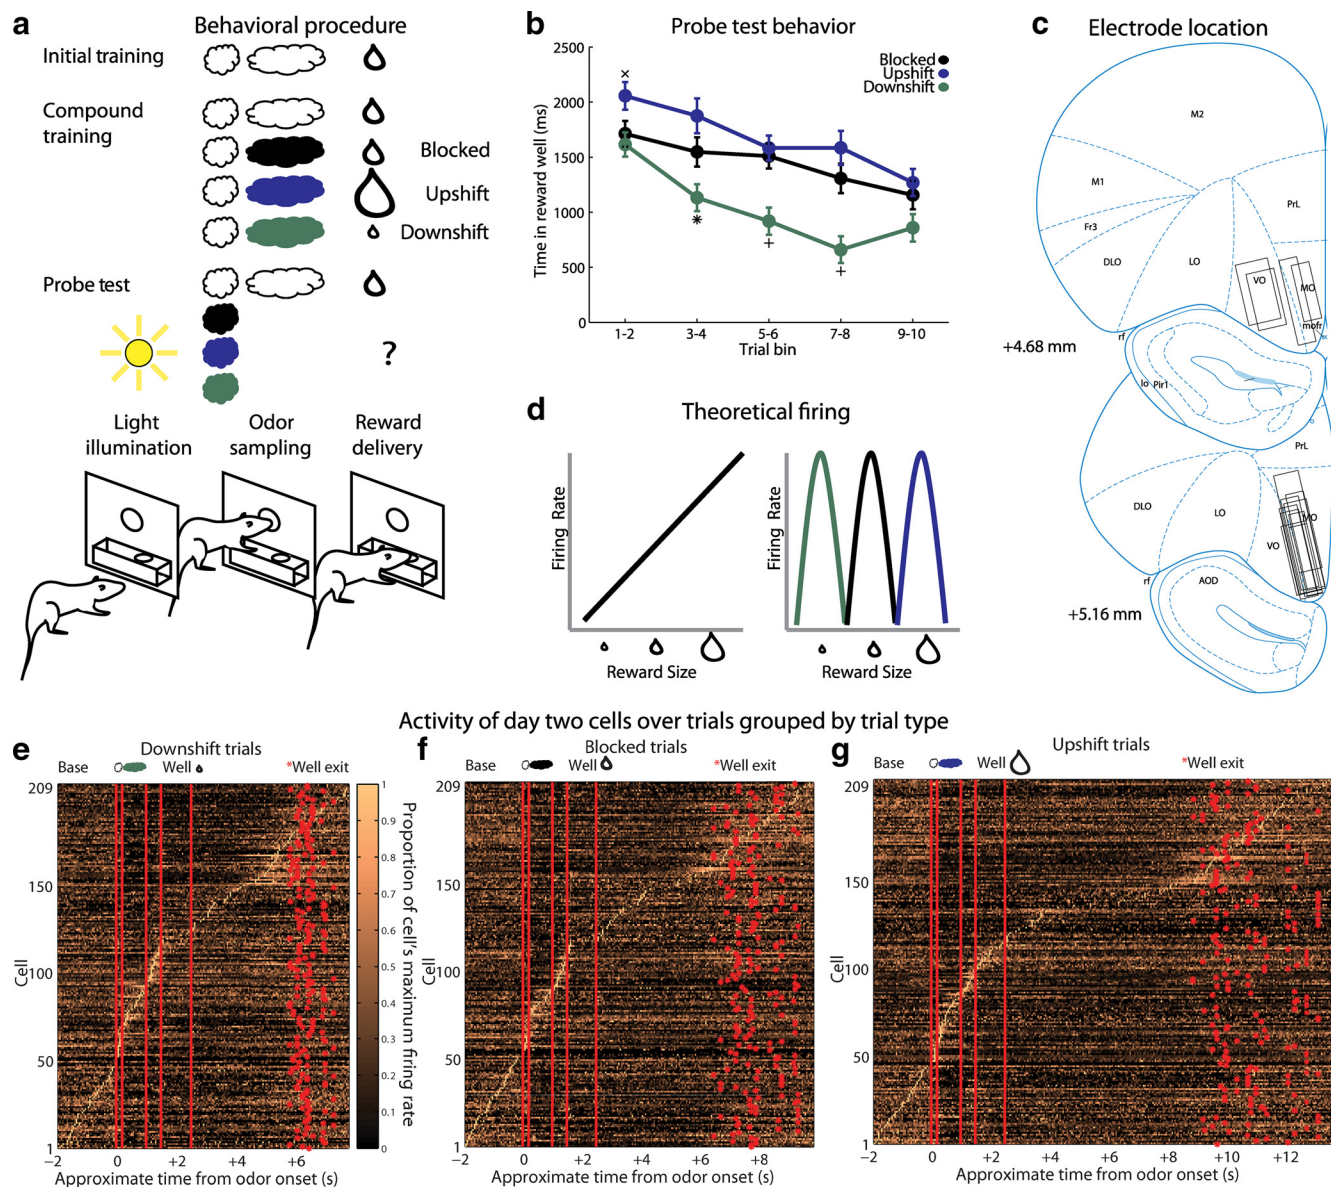 a
Behavioral procedure
Initial training
Compound
training
Blocked
Upshift
Downshift
Probe test
?
Light
illumination
Odor
sampling
Reward
delivery
b
Probe test behavior
2500
2000
1500
1000
500
0
Time in reward well (ms)
Blocked
Upshift
Downshift
×
*
+
+
1-2
3-4
5-6
7-8
9-10
Trial bin
c
Electrode location
M2
M1
Fr3
DLO
LO
VO
MO
PrL
mofr
rf
lo
Pir1
+4.68 mm
PrL
DLO
LO
VO
MO
rf
AOD
+5.16 mm
d
Theoretical firing
Firing Rate
Reward Size
Firing Rate
Reward Size
Activity of day two cells over trials grouped by trial type
e
Downshift trials
Base
Well
*Well exit
209
150
100
50
1
Cell
−2
0
+2
+4
+6
Approximate time from odor onset (s)
1
0.9
0.8
0.7
0.6
0.5
0.4
0.3
0.2
0.1
0
Proportion of cell's maximum firing rate
f
Blocked trials
Base
Well
*Well exit
209
150
100
50
1
Cell
−2
0
+2
+4
+6
+8
Approximate time from odor onset (s)
g
Upshift trials
Base
Well
*Well exit
209
150
100
50
1
Cell
−2
0
+2
+4
+6
+8
+10
+12
Approximate time from odor onset (s)